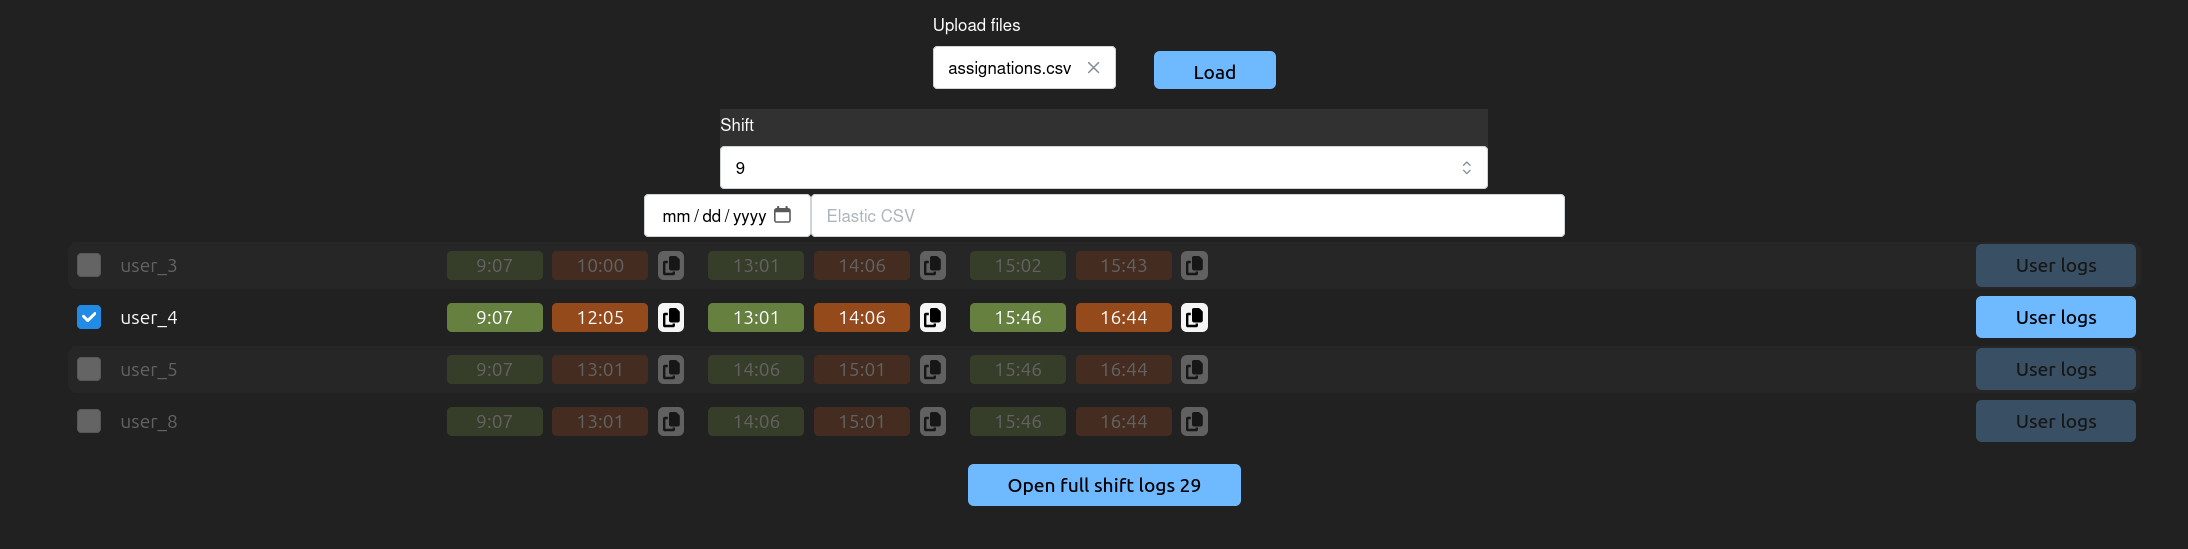 Upload files
assignations.csv
Load
Shift
9
mm / dd / yyyy Elastic CSV
user_3 9:07 10:00 13:01 14:06 15:02 15:43 User logs
user_4 9:07 12:05 13:01 14:06 15:46 16:44 User logs
user_5 9:07 13:01 14:06 15:01 15:46 16:44 User logs
user_8 9:07 13:01 14:06 15:01 15:46 16:44 User logs
Open full shift logs 29